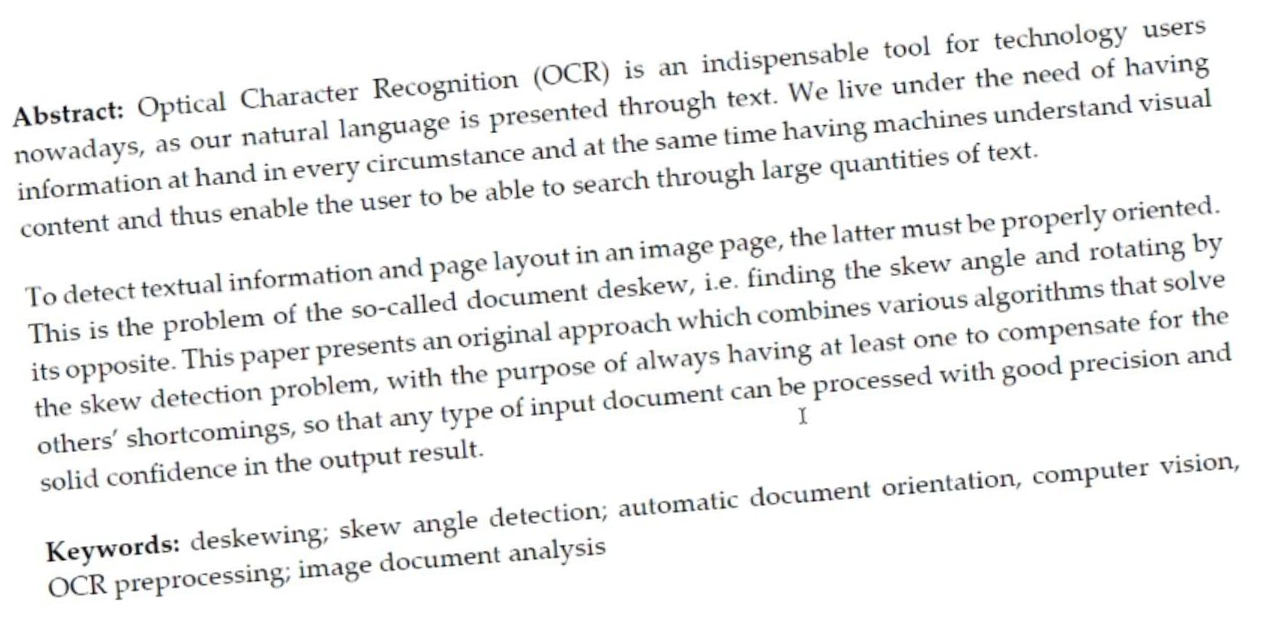 Abstract: Optical Character Recognition (OCR) is an indispensable tool for technology users
nowadays, as our natural language is presented through text. We live under the need of having
information at hand in every circumstance and at the same time having machines understand visual
content and thus enable the user to be able to search through large quantities of text.
To detect textual information and page layout in an image page, the latter must be properly oriented.
This is the problem of the so-called document deskew, i.e. finding the skew angle and rotating by
its opposite. This paper presents an original approach which combines various algorithms that solve
the skew detection problem, with the purpose of always having at least one to compensate for the
others’ shortcomings, so that any type of input document can be processed with good precision and
solid confidence in the output result.
Keywords: deskewing; skew angle detection; automatic document orientation, computer vision,
OCR preprocessing; image document analysis